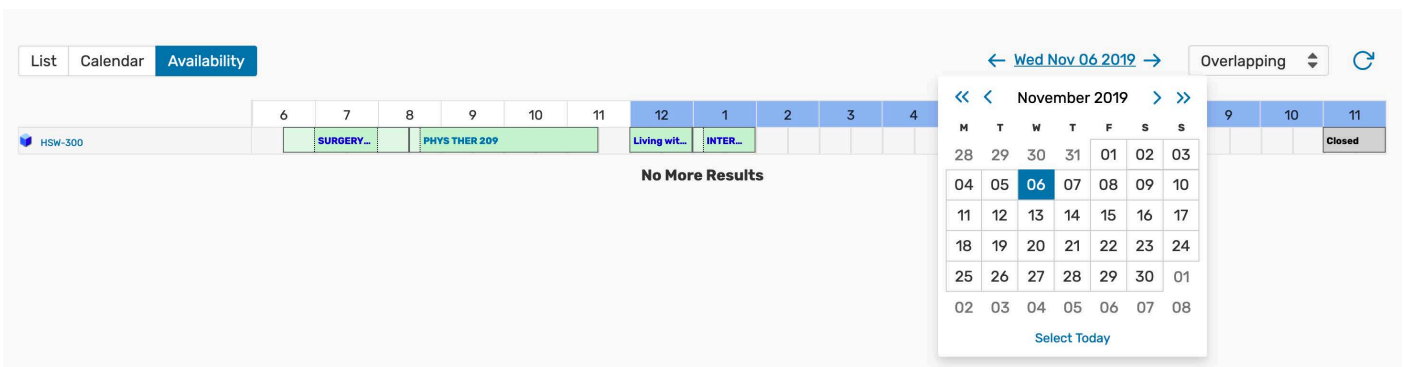 List Calendar Availability Wed Nov 06 2019 Overlapping
November 2019
6 7 8 9 10 11 12 1 2 3 4 9 10 11
HSW-300 SURGERY... PHYS THER 209 Living wit... INTER... Closed
No More Results
M T W T F S S
28 29 30 31 01 02 03
04 05 06 07 08 09 10
11 12 13 14 15 16 17
18 19 20 21 22 23 24
25 26 27 28 29 30 01
02 03 04 05 06 07 08
Select Today